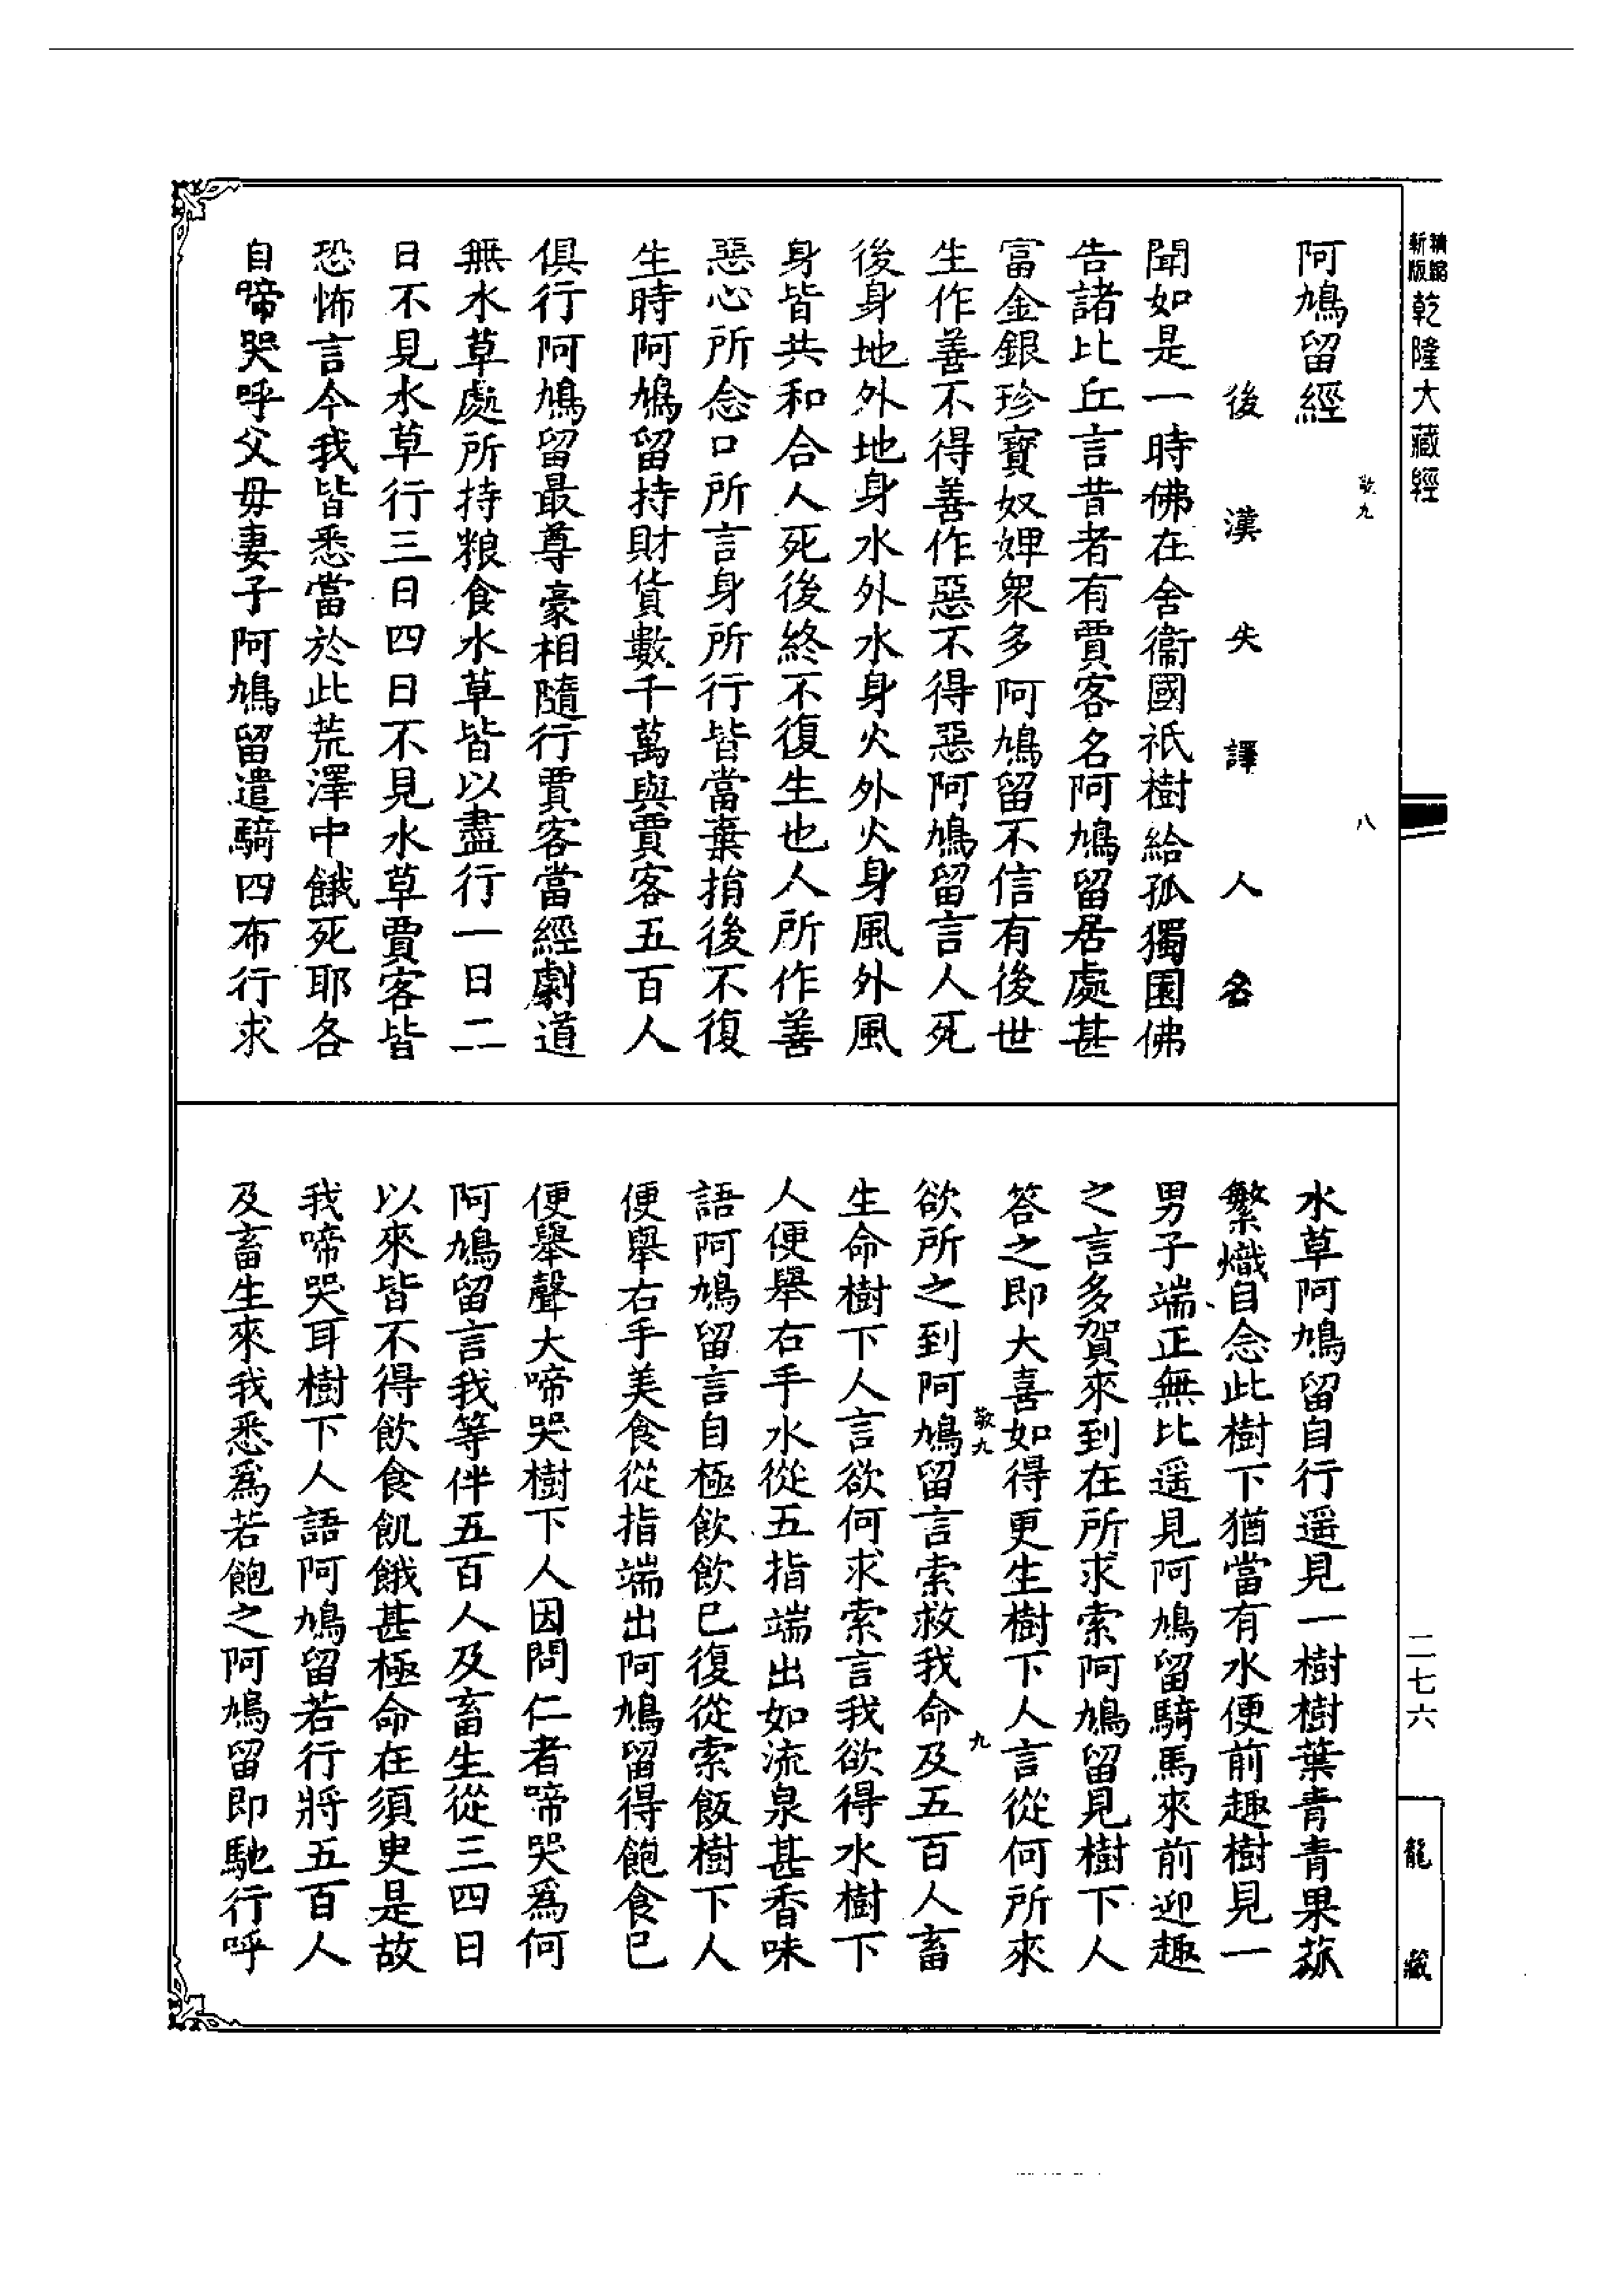 精縮
新版
乾隆大藏經
敬九
八
阿鳩留經
後漢失譯人名
聞如是一時佛在舍衞國祇樹給孤獨園佛
告諸比丘言昔者有賈客名阿鳩留居處甚
富金銀珍寶奴婢衆多阿鳩留不信有後世
生作善不得善作惡不得惡阿鳩留言人死
後身地外地身水外水身火外火身風外風
身皆共和合人死後終不復生也人所作善
惡心所念口所言身所行皆當棄捐後不復
生時阿鳩留持財貨數千萬與賈客五百人
俱行阿鳩留最尊豪相隨行賈客當經劇道
無水草處所持粮食水草皆以盡行一日二
日不見水草行三日四日不見水草賈客皆
恐怖言今我皆悉當於此荒澤中餓死耶各
自啼哭呼父母妻子阿鳩留遣騎四布行求
水草阿鳩留自行遥見一樹樹葉青青果蓏
繁熾自念此樹下猶當有水便前趣樹見一
男子端正無比遥見阿鳩留騎馬來前迎趣
之言多賀來到在所求索阿鳩留見樹下人
答之即大喜如得更生樹下人言從何所來
欲所之到阿鳩留言索救我命及五百人畜
生命樹下人言欲何求索言我欲得水樹下
人便舉右手水從五指端出如流泉甚香味
語阿鳩留言自極飲飲已復從索飯樹下人
便舉右手美食從指端出阿鳩留得飽食已
便舉聲大啼哭樹下人因問仁者啼哭爲何
阿鳩留言我等伴五百人及畜生從三四日
以來皆不得飲食飢餓甚極命在須臾是故
我啼哭耳樹下人語阿鳩留若行將五百人
及畜生來我悉爲若飽之阿鳩留即馳行呼
敬九
九
二七六
龍藏